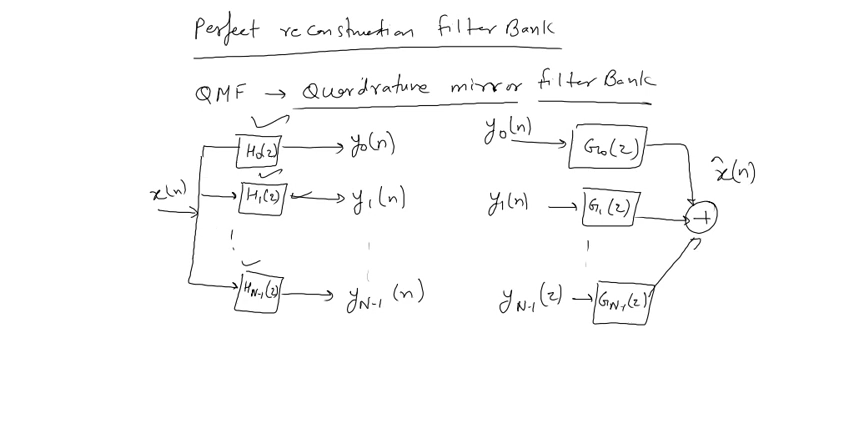 Perfect reconstruction filter Bank
QMF → Quardrature mirror filter Bank
x(n)
H₀(z) y₀(n)
H₁(z) y₁(n)
Hₙ₋₁(z) yₙ₋₁(n)
y₀(n) G₀(z)
y₁(n) G₁(z)
yₙ₋₁(z) Gₙ₋₁(z)
+
x̂(n)